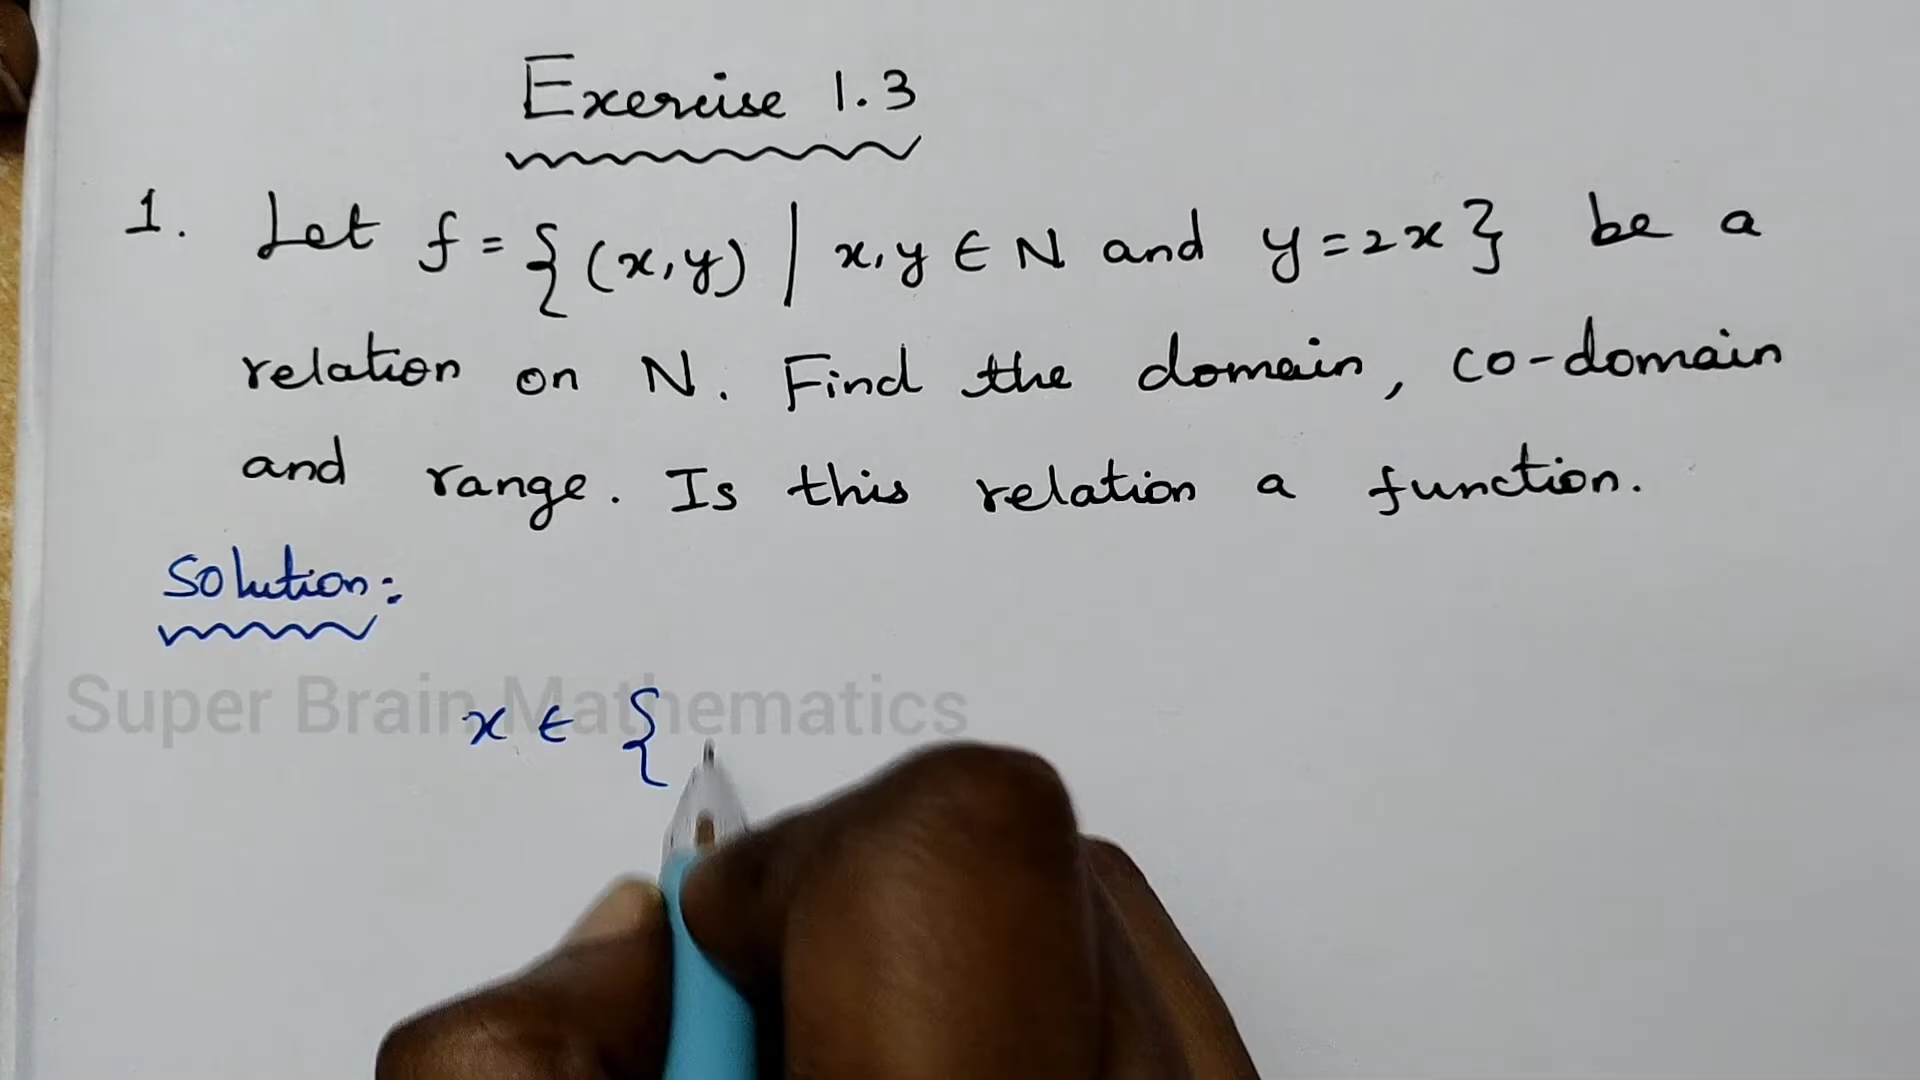 Exercise 1.3
1. Let f = {(x,y) | x,y ∈ N and y=2x} be a
relation on N. Find the domain, co-domain
and range. Is this relation a function.
Solution:
Super Brain Mathematics
x ∈ {